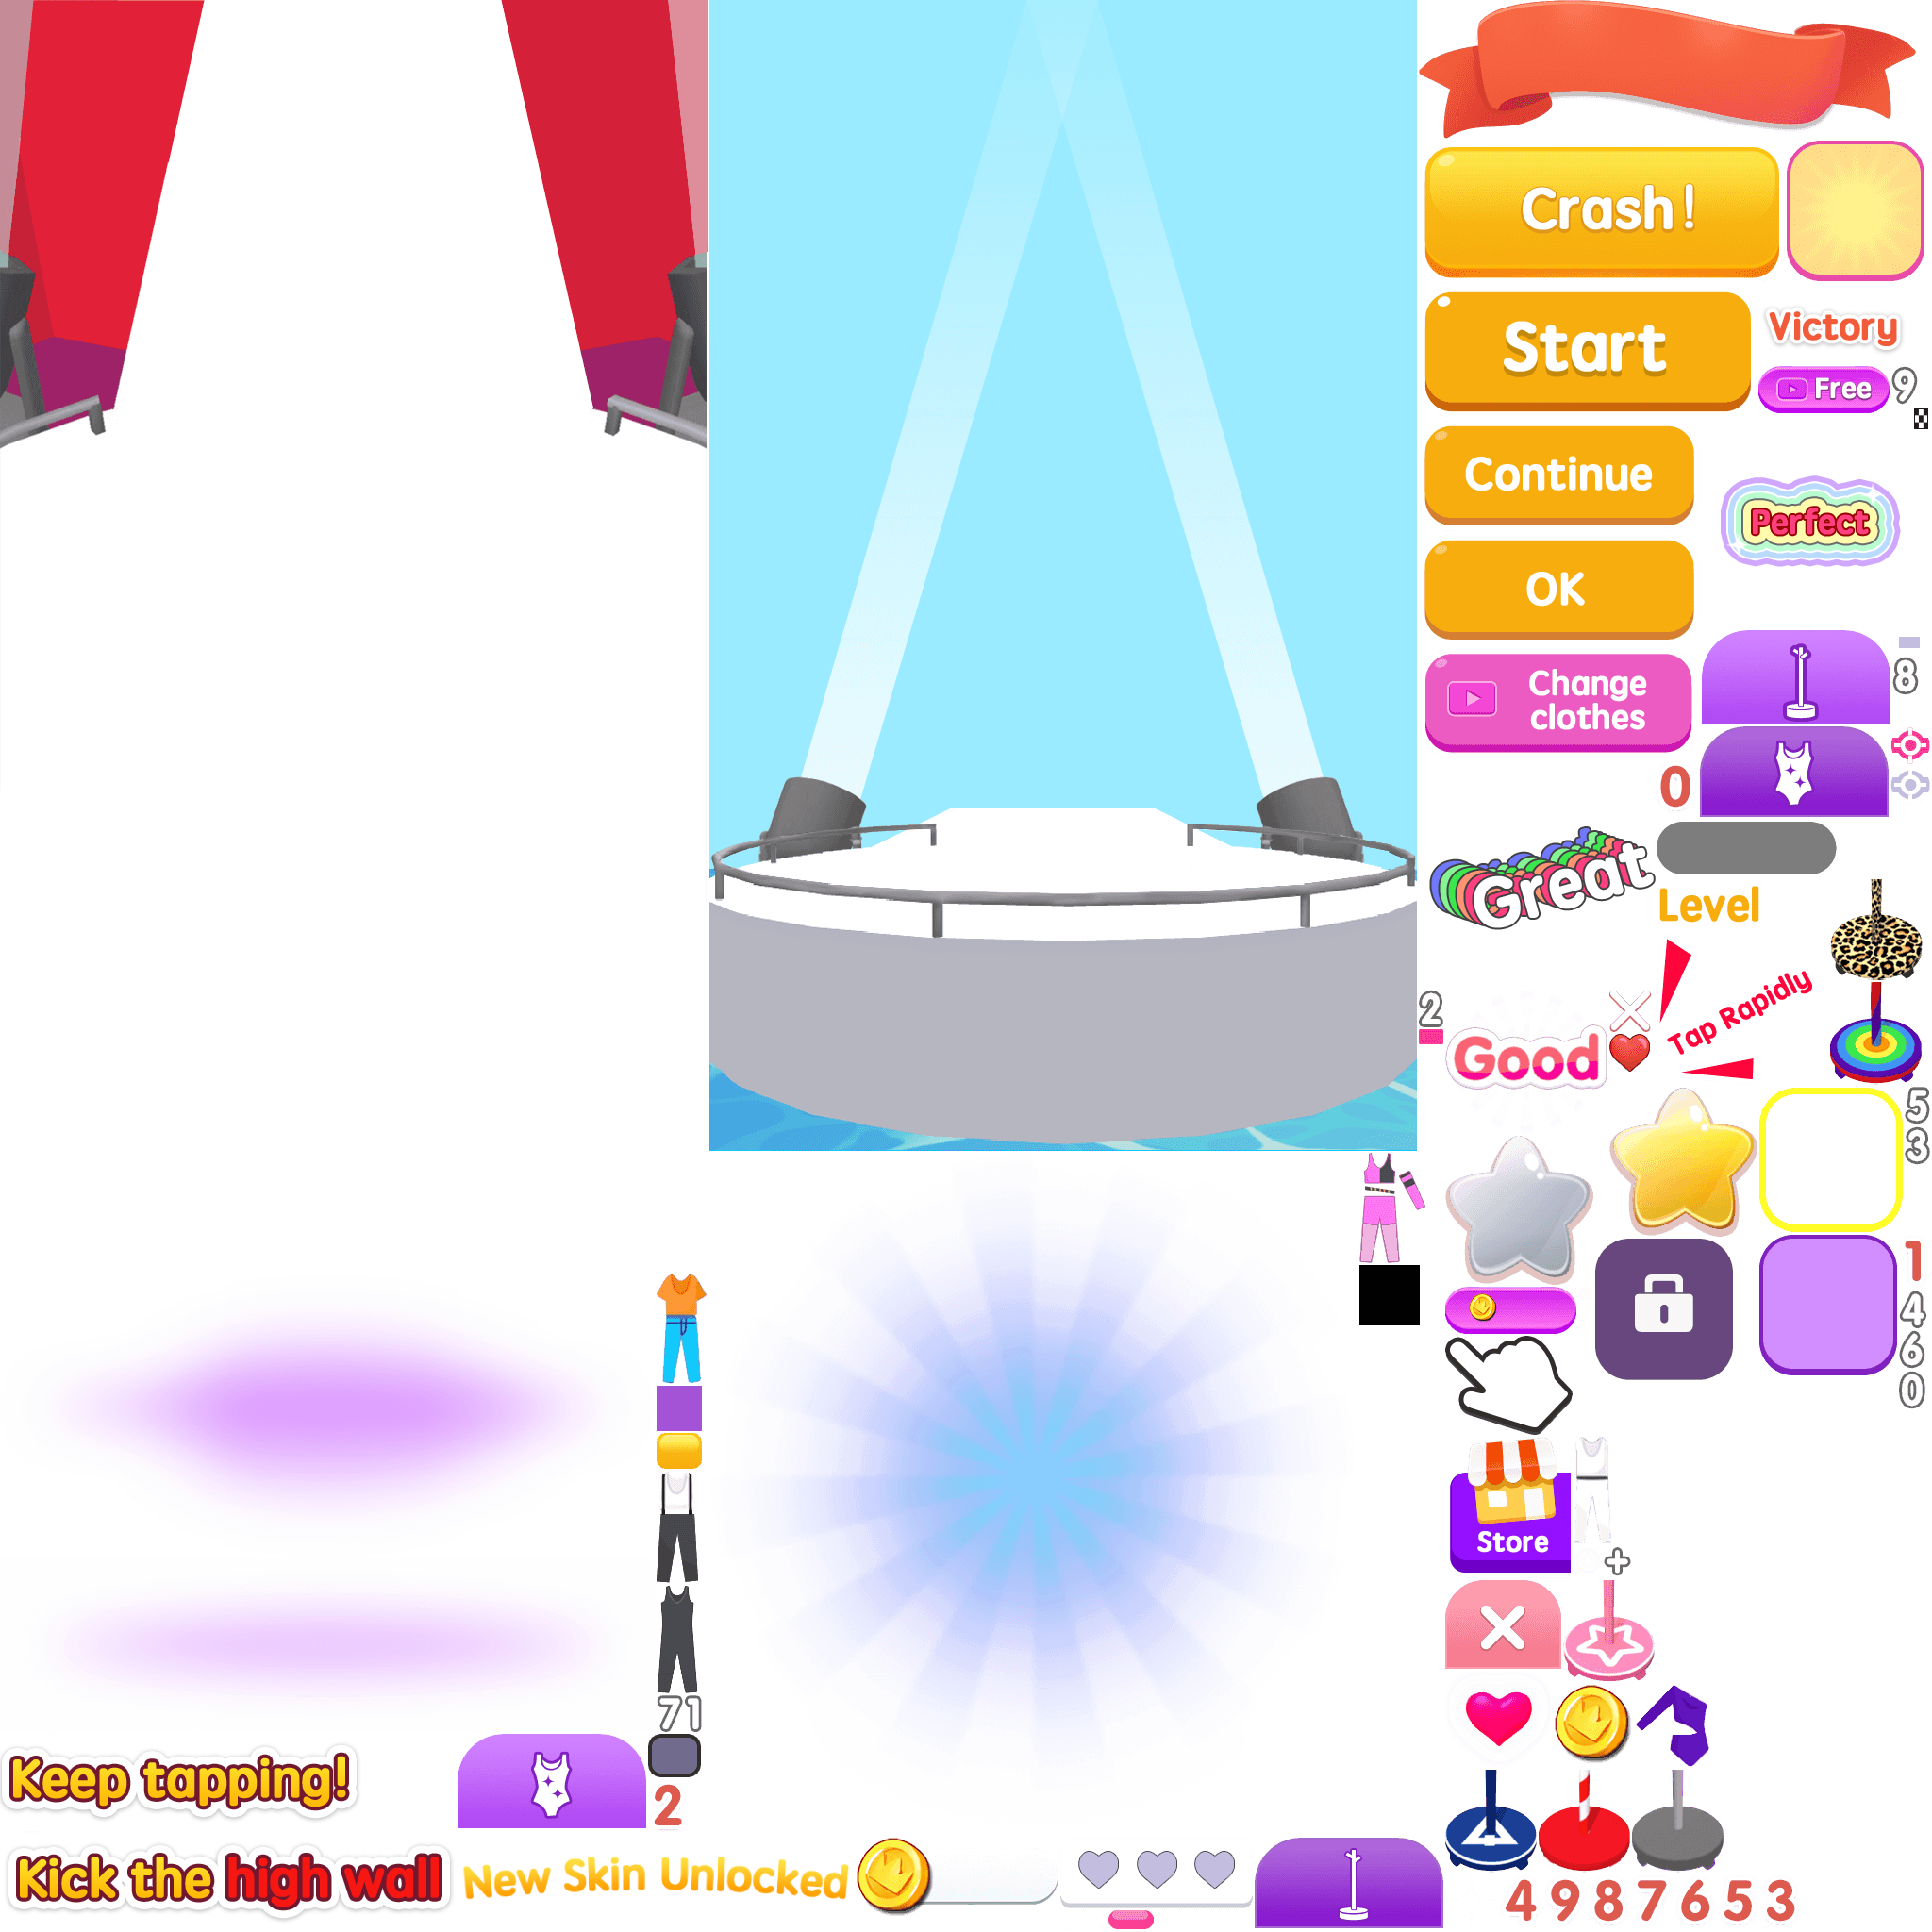 Crash!
Start
Victory
Free
9
Continue
Perfect
OK
8
Change
clothes
0
Great
Level
2
Tap Rapidly
Good
5
3
1
4
6
0
Store
+
71
Keep tapping!
2
Kick the high wall
New Skin Unlocked
4 9 8 7 6 5 3